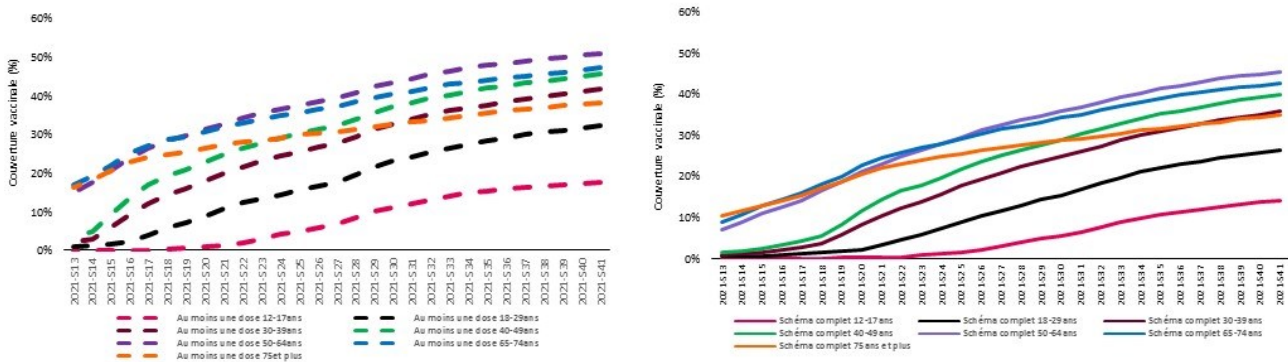 60%
50%
40%
30%
20%
10%
0%
Couverture vaccinale (%)
2021-S13
2021-S14
2021-S15
2021-S16
2021-S17
2021-S18
2021-S19
2021-S20
2021-S21
2021-S22
2021-S23
2021-S24
2021-S25
2021-S26
2021-S27
2021-S28
2021-S29
2021-S30
2021-S31
2021-S32
2021-S33
2021-S34
2021-S35
2021-S36
2021-S37
2021-S38
2021-S39
2021-S40
2021-S41
Au moins une dose 12-17ans
Au moins une dose 18-29ans
Au moins une dose 30-39ans
Au moins une dose 40-49ans
Au moins une dose 50-64ans
Au moins une dose 65-74ans
Au moins une dose 75et plus
60%
50%
40%
30%
20%
10%
0%
Couverture vaccinale (%)
2021-S13
2021-S14
2021-S15
2021-S16
2021-S17
2021-S18
2021-S19
2021-S20
2021-S21
2021-S22
2021-S23
2021-S24
2021-S25
2021-S26
2021-S27
2021-S28
2021-S29
2021-S30
2021-S31
2021-S32
2021-S33
2021-S34
2021-S35
2021-S36
2021-S37
2021-S38
2021-S39
2021-S40
2021-S41
Schéma complet 12-17ans
Schéma complet 18-29ans
Schéma complet 30-39ans
Schéma complet 40-49ans
Schéma complet 50-64ans
Schéma complet 65-74ans
Schéma complet 75ans et plus